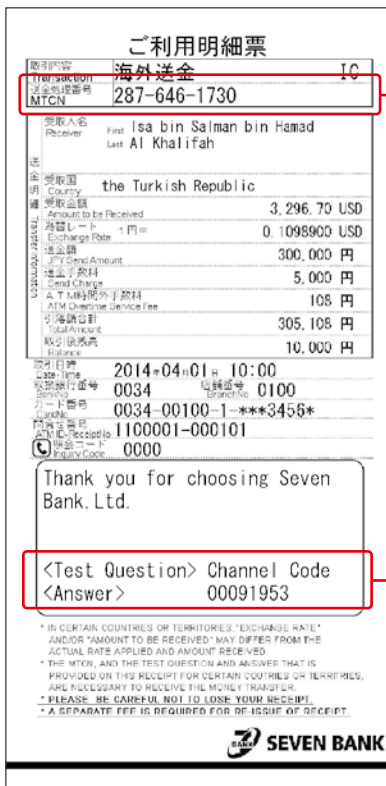 ご利用明細票
取引内容 海外送金 IC
Transaction
送金処理番号 287-646-1730
MTCN
受取人名 First Isa bin Salman bin Hamad
Receiver Last Al Khalifah
送金明細 Transfer Information
受取国 the Turkish Republic
Country
受取金額 3,296.70 USD
Amount to be Received
為替レート 1円= 0.1098900 USD
Exchange Rate
送金額 300,000 円
JPY Send Amount
送金手数料 5,000 円
Send Charge
ATM時間外手数料 108 円
ATM Overtime Service Fee
引落額合計 305,108 円
Total Amount
取引後残高 10,000 円
Balance
取引日時 2014年04月01日 10:00
Date-Time
取扱銀行番号 0034 店舗番号 0100
BankNo BranchNo
カード番号 0034-00100-1-***3456*
CardNo
問合せ番号 1100001-000101
ATM ID-ReceiptNo
照会コード 0000
Inquiry Code
Thank you for choosing Seven
Bank, Ltd.
<Test Question> Channel Code
<Answer> 00091953
* IN CERTAIN COUNTRIES OR TERRITORIES, "EXCHANGE RATE"
AND/OR "AMOUNT TO BE RECEIVED" MAY DIFFER FROM THE
ACTUAL RATE APPLIED AND AMOUNT RECEIVED.
* THE MTCN, AND THE TEST QUESTION AND ANSWER THAT IS
PROVIDED ON THIS RECEIPT FOR CERTAIN COUTRIES OR TERRITRIES,
ARE NECESSARY TO RECEIVE THE MONEY TRANSFER.
* PLEASE BE CAREFUL NOT TO LOSE YOUR RECEIPT.
* A SEPARATE FEE IS REQUIRED FOR RE-ISSUE OF RECEIPT.
BANK SEVEN BANK